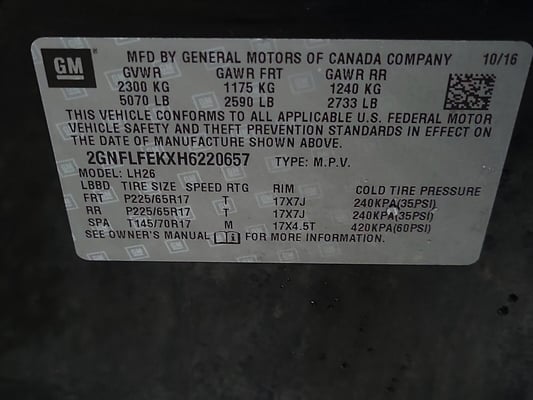 GM MFD BY GENERAL MOTORS OF CANADA COMPANY 10/16
GVWR GAWR FRT GAWR RR
2300 KG 1175 KG 1240 KG
5070 LB 2590 LB 2733 LB
THIS VEHICLE CONFORMS TO ALL APPLICABLE U.S. FEDERAL MOTOR
VEHICLE SAFETY AND THEFT PREVENTION STANDARDS IN EFFECT ON
THE DATE OF MANUFACTURE SHOWN ABOVE.
2GNFLFEKXH6220657 TYPE: M.P.V.
MODEL: LH26
LBBD TIRE SIZE SPEED RTG RIM COLD TIRE PRESSURE
FRT P225/65R17 T 17X7J 240KPA(35PSI)
RR P225/65R17 T 17X7J 240KPA(35PSI)
SPA T145/70R17 M 17X4.5T 420KPA(60PSI)
SEE OWNER'S MANUAL FOR MORE INFORMATION.